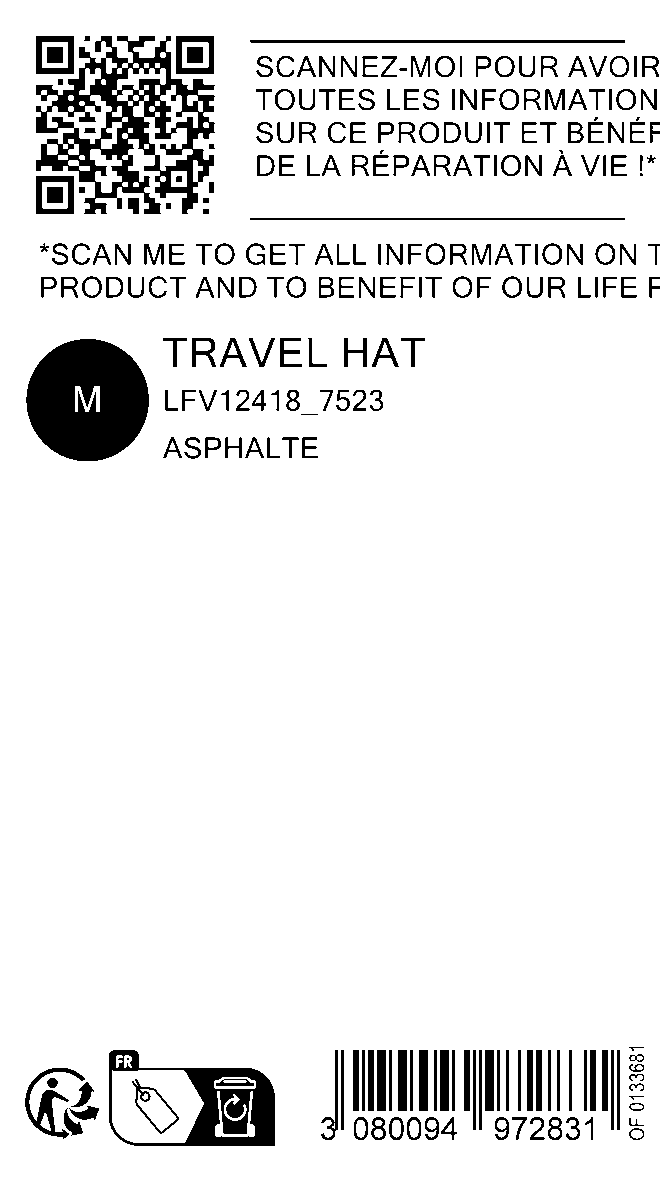 SCANNEZ-MOI POUR AVOIR
TOUTES LES INFORMATION
SUR CE PRODUIT ET BÉNÉF
DE LA RÉPARATION À VIE !*
*SCAN ME TO GET ALL INFORMATION ON T
PRODUCT AND TO BENEFIT OF OUR LIFE
TRAVEL HAT
M
LFV12418_7523
ASPHALTE
FR
3 080094 972831
OF 0133681